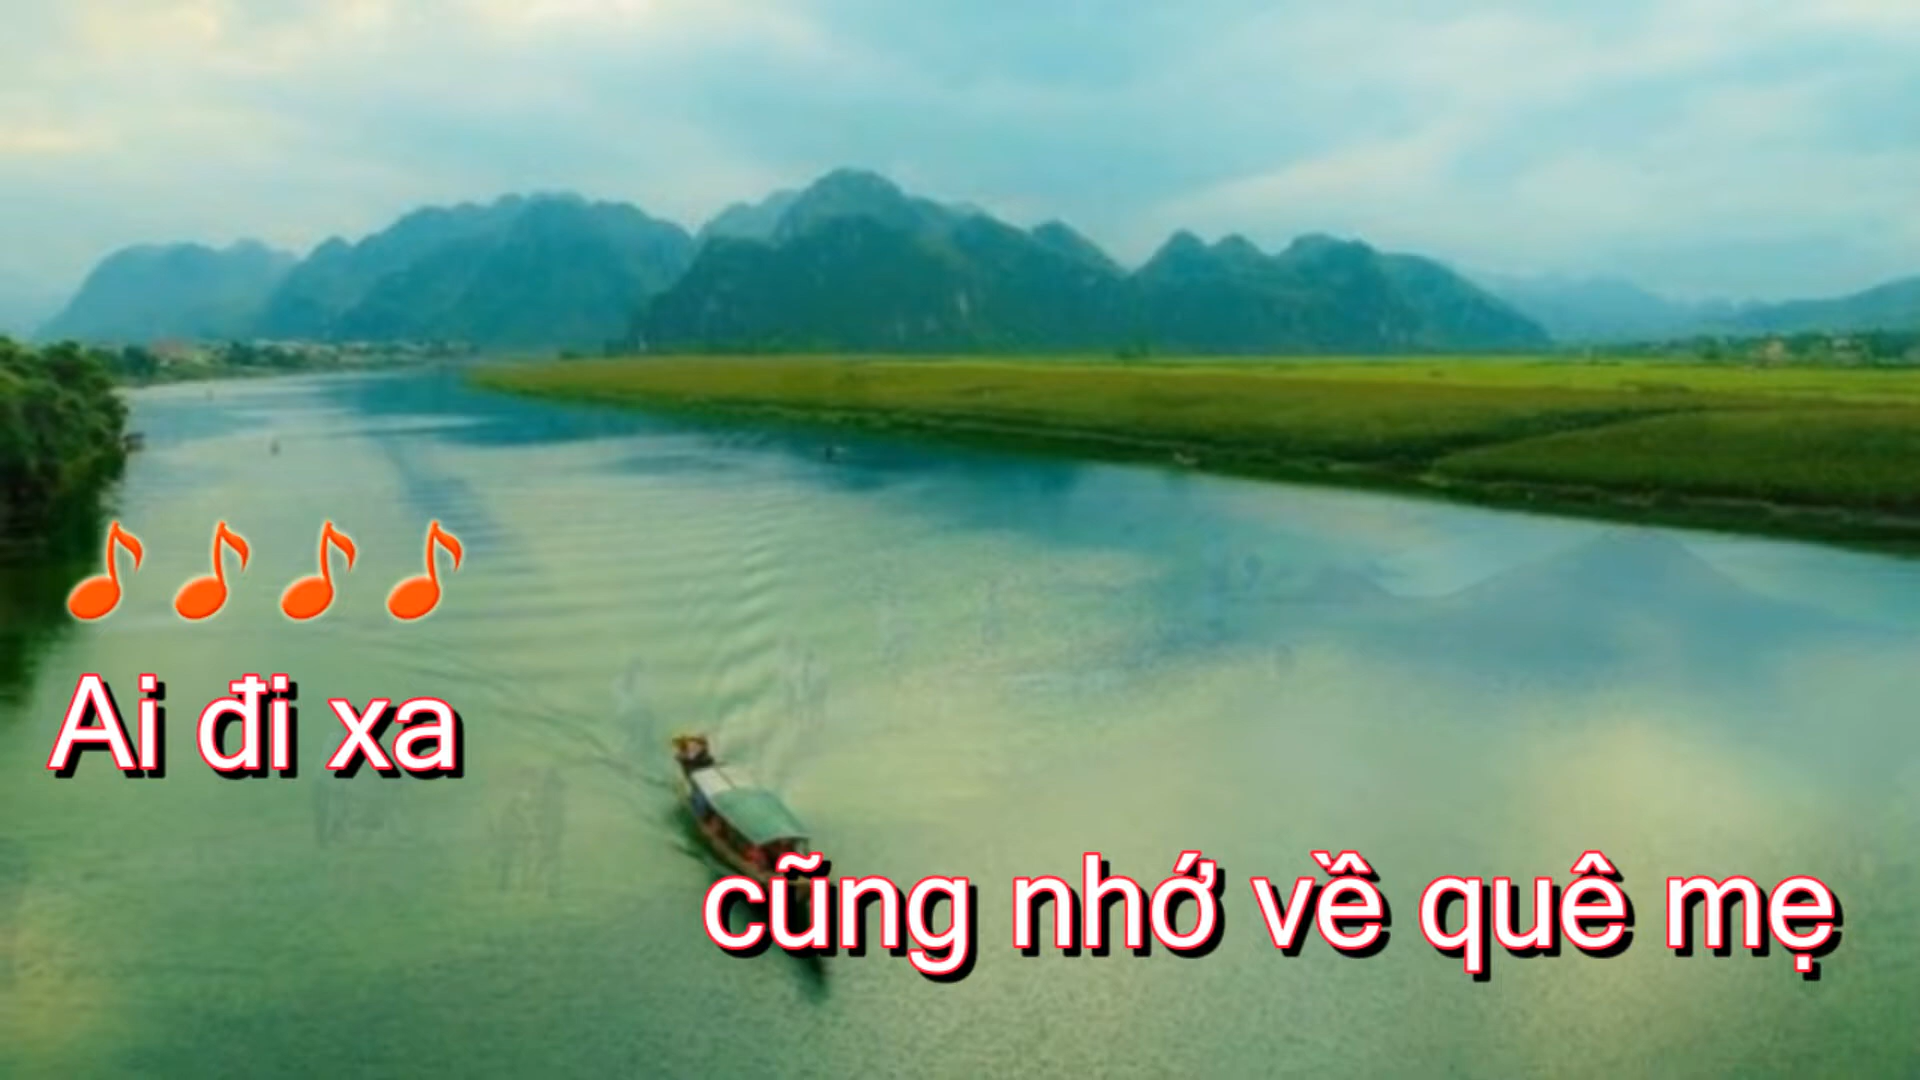 Ai đi xa
cũng nhớ về quê mẹ